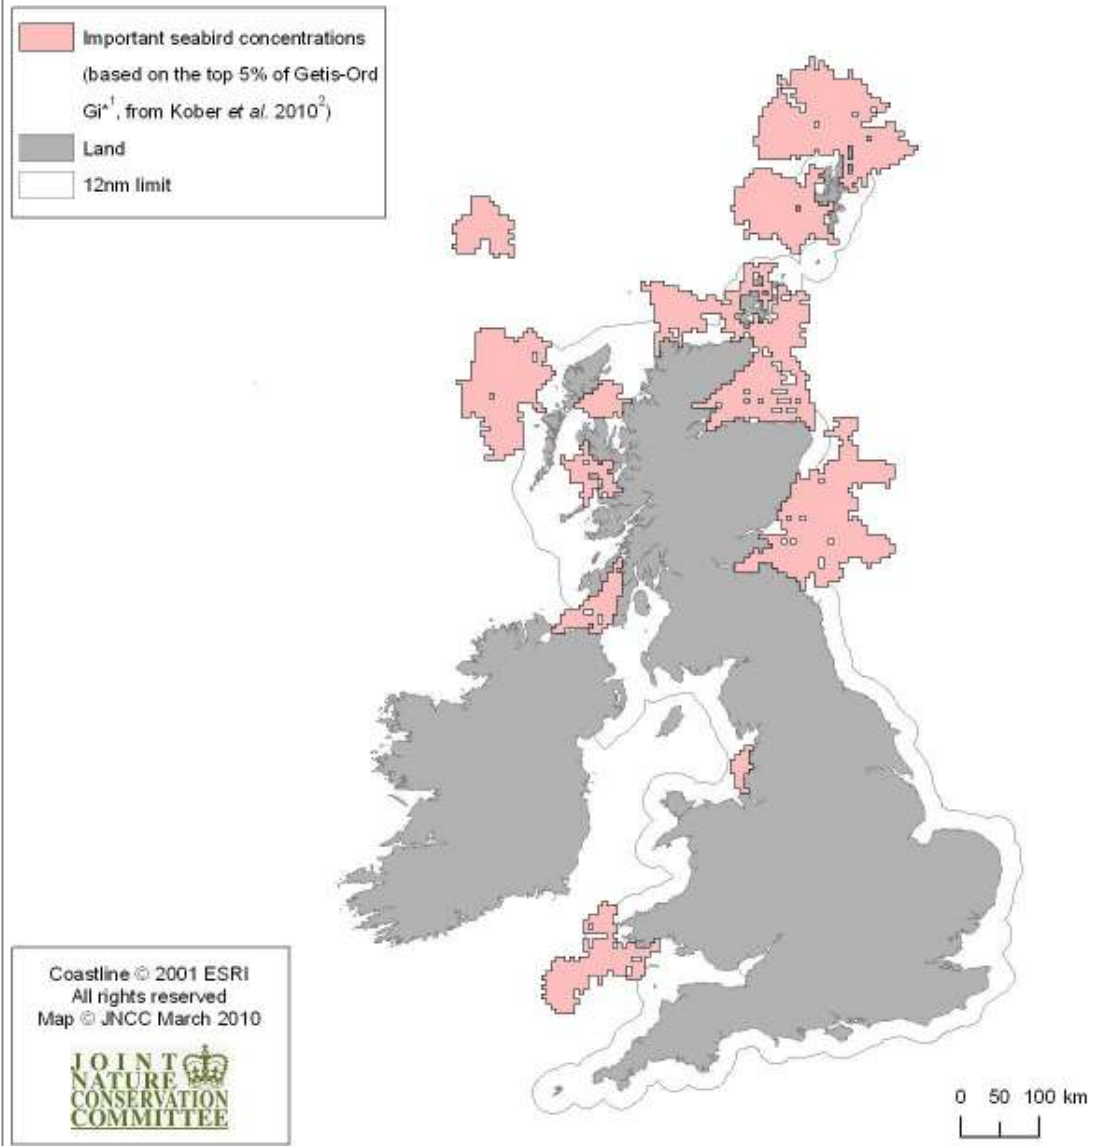 Important seabird concentrations
(based on the top 5% of Getis-Ord
Gi*¹, from Kober et al. 2010²)
Land
12nm limit
Coastline © 2001 ESRI
All rights reserved
Map © JNCC March 2010
JOINT
NATURE
CONSERVATION
COMMITTEE
0 50 100 km